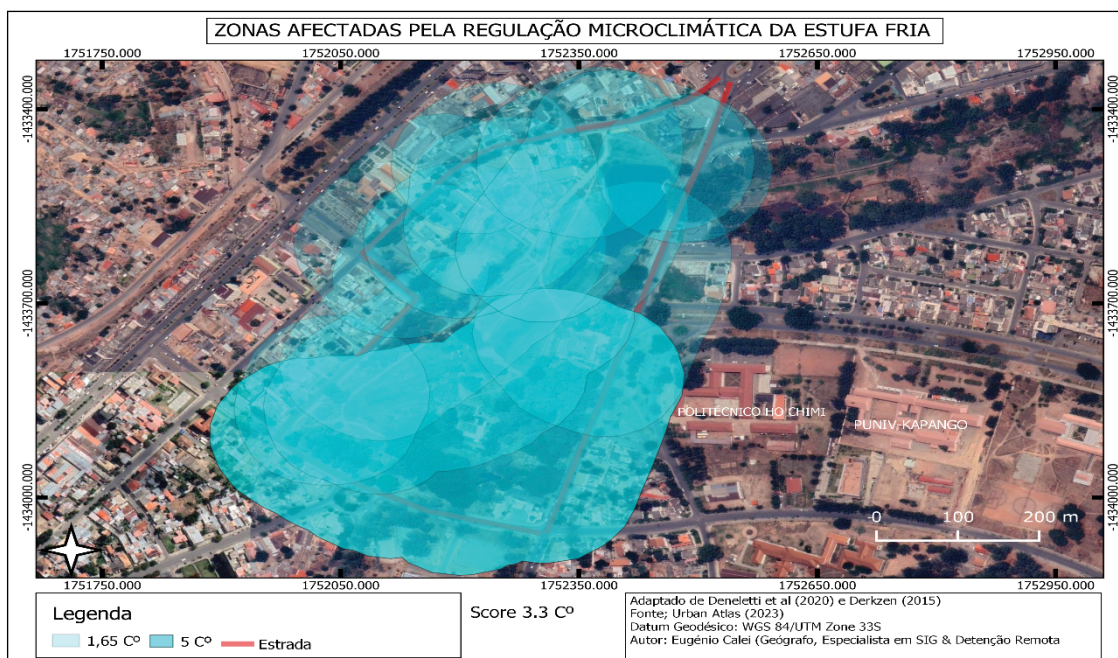 ZONAS AFECTADAS PELA REGULAÇÃO MICROCLIMÁTICA DA ESTUFA FRIA
1751750.000 1752050.000 1752350.000 1752650.000 1752950.000
-1433400.000 -1433400.000
-1433700.000 -1433700.000
-1434000.000 -1434000.000
POLITÉCNICO HO CHIMI
PUNIV-KAPANGO
-0 100 200 m
1751750.000 1752050.000 1752350.000 1752650.000 1752950.000
Legenda
1,65 Cº 5 Cº Estrada
Score 3.3 Cº
Adaptado de Deneletti et al (2020) e Derkzen (2015)
Fonte; Urban Atlas (2023)
Datum Geodésico: WGS 84/UTM Zone 33S
Autor: Eugénio Calei (Geógrafo, Especialista em SIG & Detenção Remota